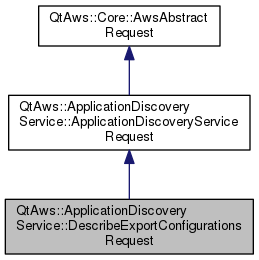 QtAws::Core::AwsAbstract
Request
QtAws::ApplicationDiscovery
Service::ApplicationDiscoveryService
Request
QtAws::ApplicationDiscovery
Service::DescribeExportConfigurations
Request